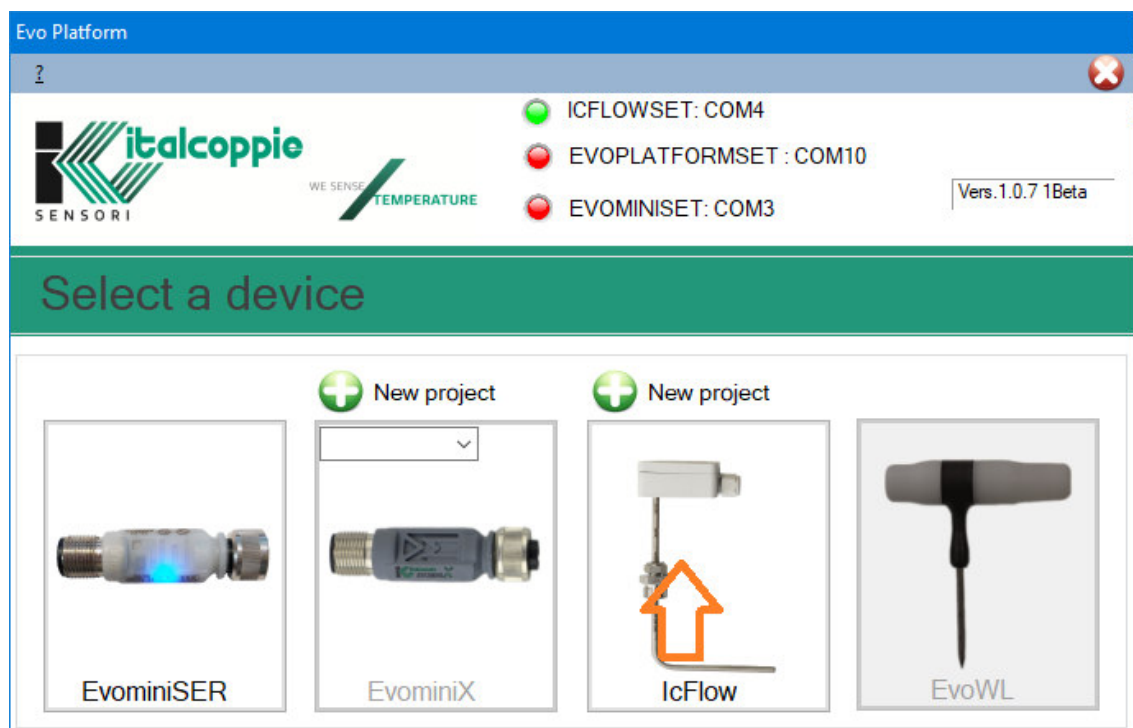 Evo Platform
?
italcoppie
SENSORI
WE SENSE
TEMPERATURE
ICFLOWSET: COM4
EVOPLATFORMSET : COM10
EVOMINISET: COM3
Vers.1.0.7 1Beta
Select a device
New project
New project
EvominiSER
EvominiX
IcFlow
EvoWL